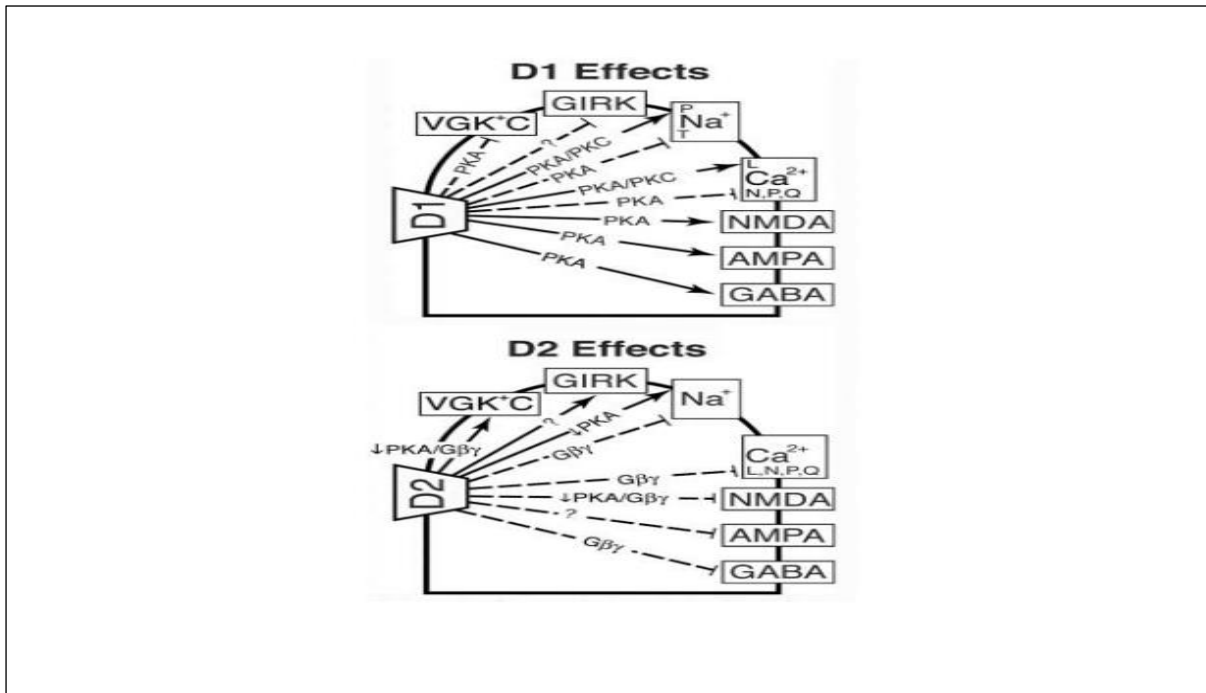 D1 Effects
GIRK
VGK⁺C
P
Na⁺
T
PKA
?
PKA/PKC
PKA
L
Ca²⁺
N,P,Q
PKA/PKC
PKA
D1
PKA
NMDA
PKA
AMPA
PKA
GABA
D2 Effects
GIRK
VGK⁺C
Na⁺
?
↓PKA
↓PKA/Gβγ
Gβγ
Ca²⁺
L,N,P,Q
Gβγ
D2
↓PKA/Gβγ
NMDA
?
AMPA
Gβγ
GABA